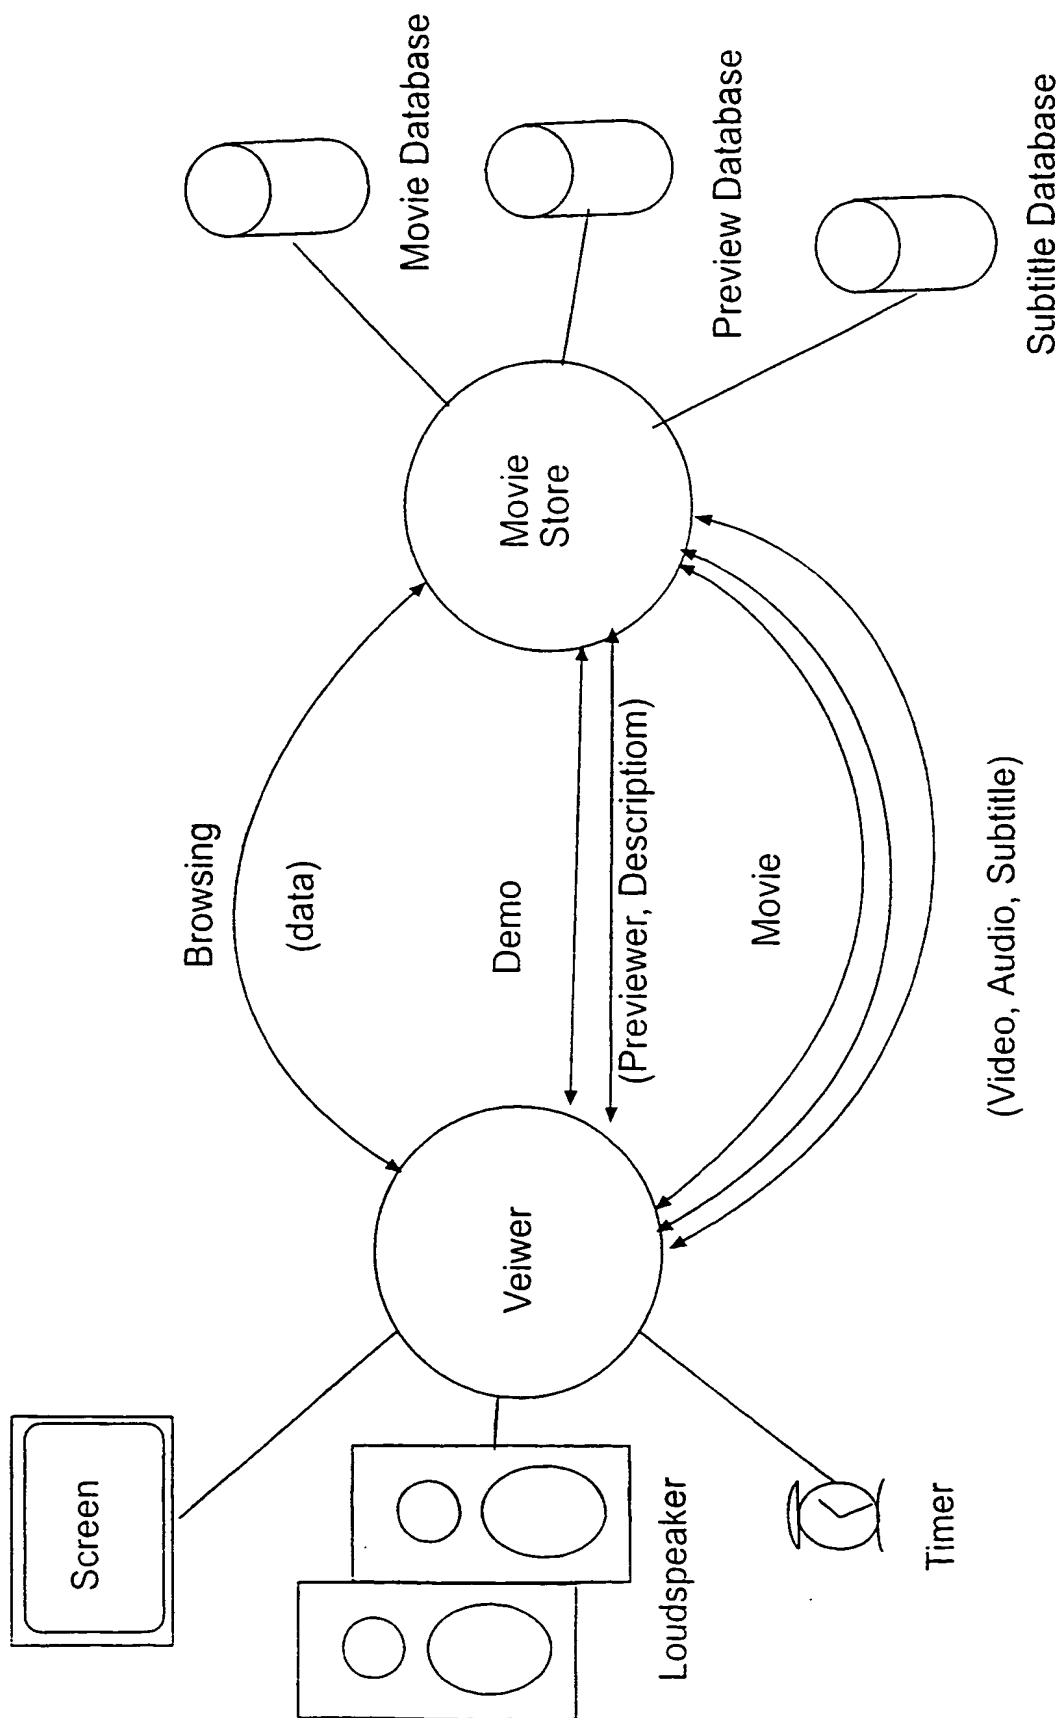 Screen
Loudspeaker
Timer
Veiwer
Browsing
(data)
Demo
(Previewer, Description)
Movie
(Video, Audio, Subtitle)
Movie
Store
Movie Database
Preview Database
Subtitle Database